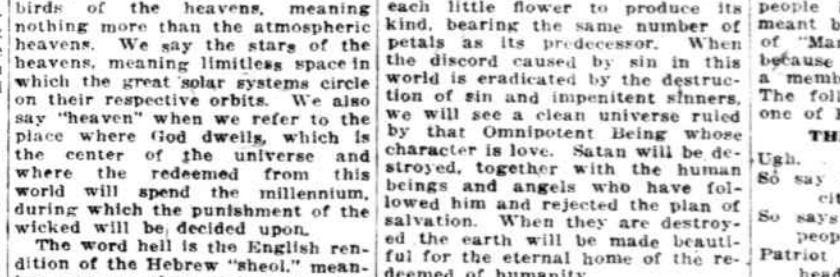 birds of the heavens, meaning
nothing more than the atmospheric
heavens. We say the stars of the
heavens, meaning limitless space in
which the great solar systems circle
on their respective orbits. We also
say "heaven" when we refer to the
place where God dwells, which is
the center of the universe and
where the redeemed from this
world will spend the millennium,
during which the punishment of the
wicked will be decided upon.
The word hell is the English ren-
dition of the Hebrew "sheol," mean-
each little flower to produce its
kind, bearing the same number of
petals as its predecessor. When
the discord caused by sin in this
world is eradicated by the destruc-
tion of sin and impenitent sinners,
we will see a clean universe ruled
by that Omnipotent Being whose
character is love. Satan will be de-
stroyed, together with the human
beings and angels who have fol-
lowed him and rejected the plan of
salvation. When they are destroy-
ed the earth will be made beauti-
ful for the eternal home of the re-
deemed of humanity
people
meant
of "Ma
because
a memb
The foll
one of
TH
Ugh.
So say
cit
So says
peop
Patriot